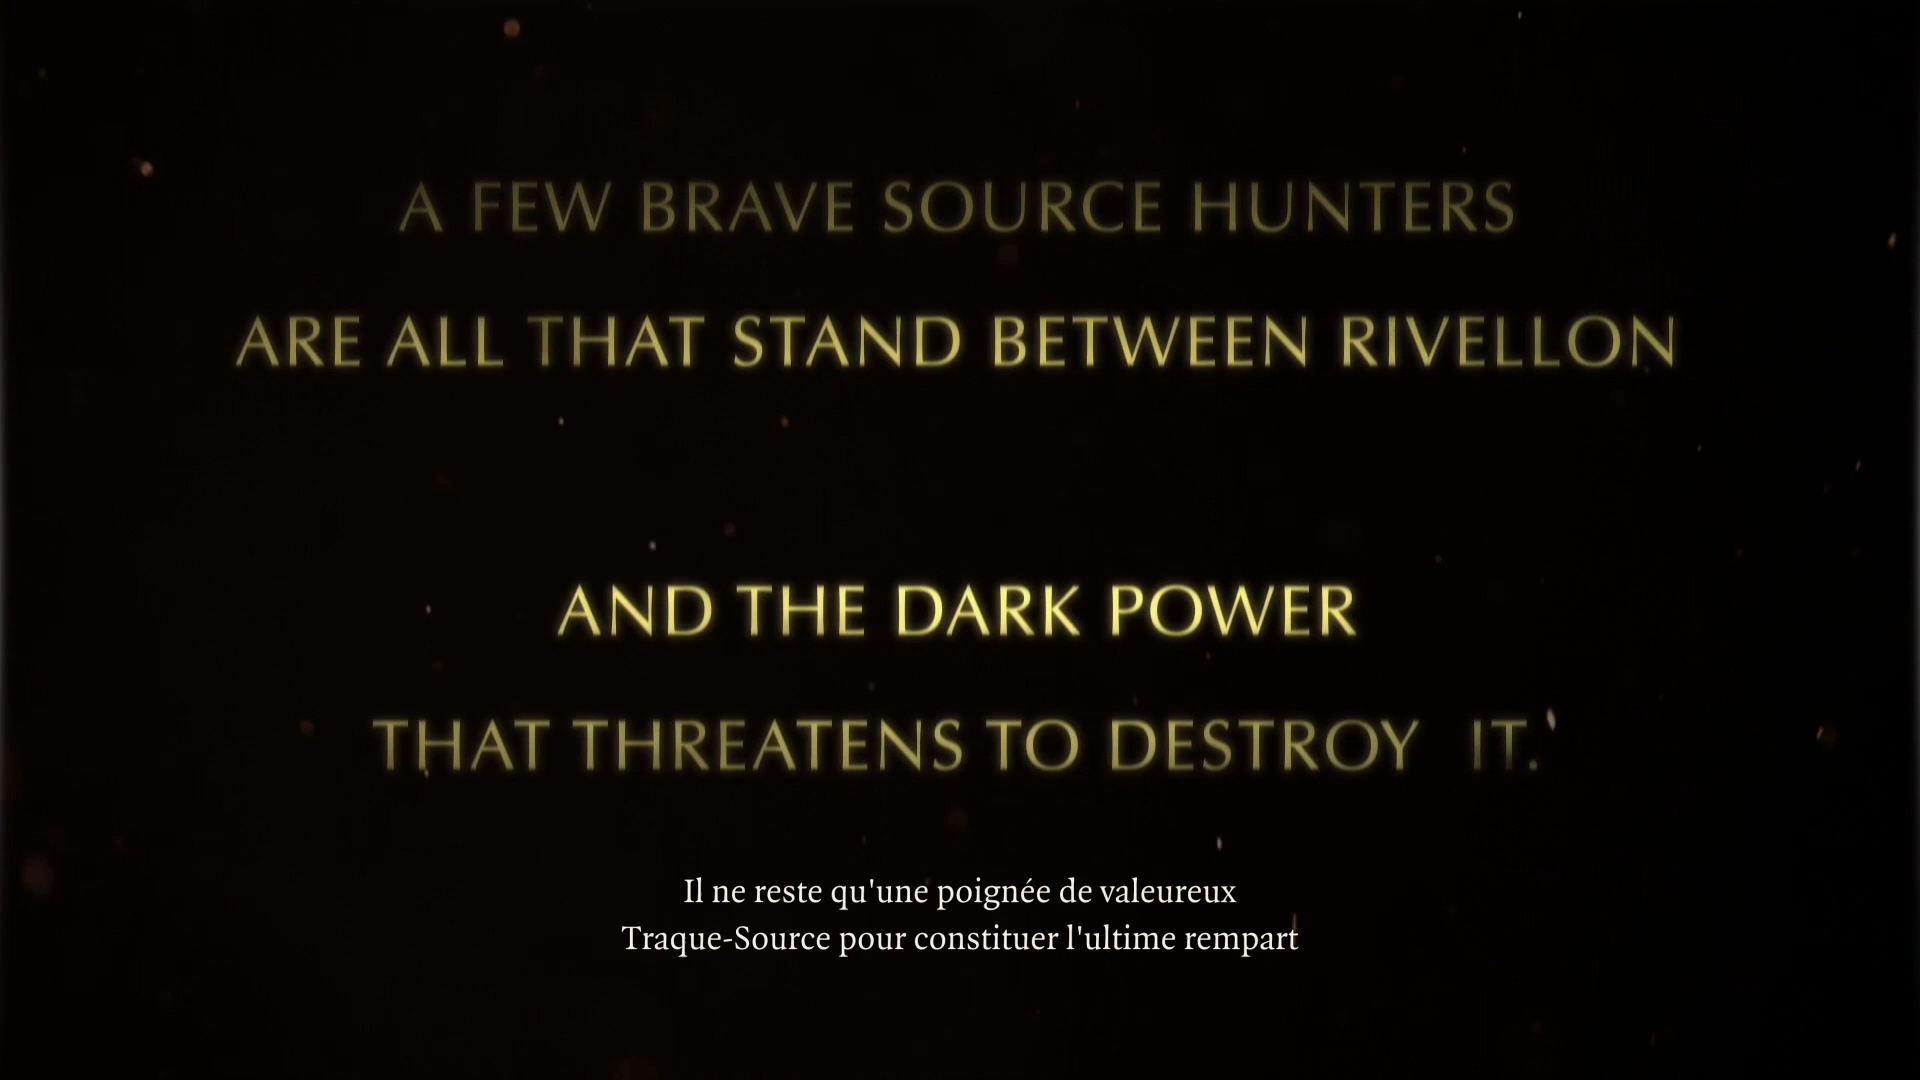 A FEW BRAVE SOURCE HUNTERS
ARE ALL THAT STAND BETWEEN RIVELLON
AND THE DARK POWER
THAT THREATENS TO DESTROY IT.
Il ne reste qu'une poignée de valeureux
Traque-Source pour constituer l'ultime rempart